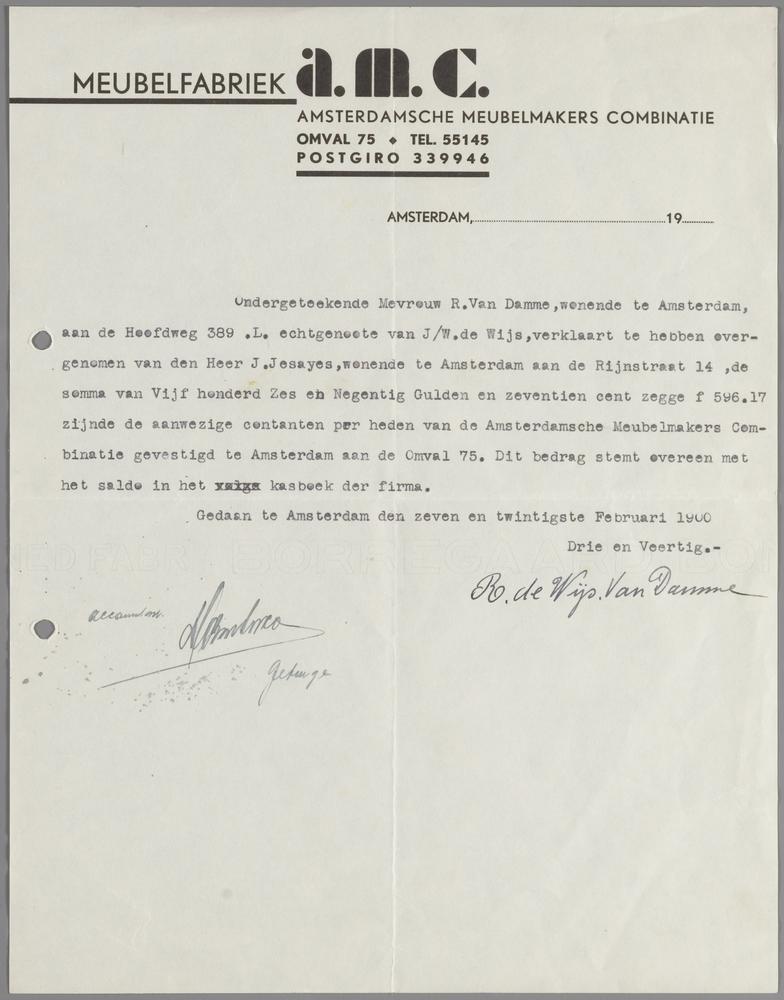 MEUBELFABRIEK a.m.c.
AMSTERDAMSCHE MEUBELMAKERS COMBINATIE
OMVAL 75 ◆ TEL. 55145
POSTGIRO 339946
AMSTERDAM,..........19.....
Undergeteekende Mevrouw R.Van Damme,wonende te Amsterdam,
aan de Hoofdweg 389 .L. echtgenoote van J/W.de Wijs,verklaart te hebben over-
genomen van den Heer J.Jesayes,wonende te Amsterdam aan de Rijnstraat 14 ,de
somma van Vijf honderd Zes en Negentig Gulden en zeventien cent zegge f 596.17
zijnde de aanwezige contanten per heden van de Amsterdamsche Meubelmakers Com-
binatie gevestigd te Amsterdam aan de Omval 75. Dit bedrag stemt overeen met
het saldo in het kasboek der firma.
Gedaan te Amsterdam den zeven en twintigste Februari 1900
Drie en Veertig.-
R. de Wijs. Van Damme